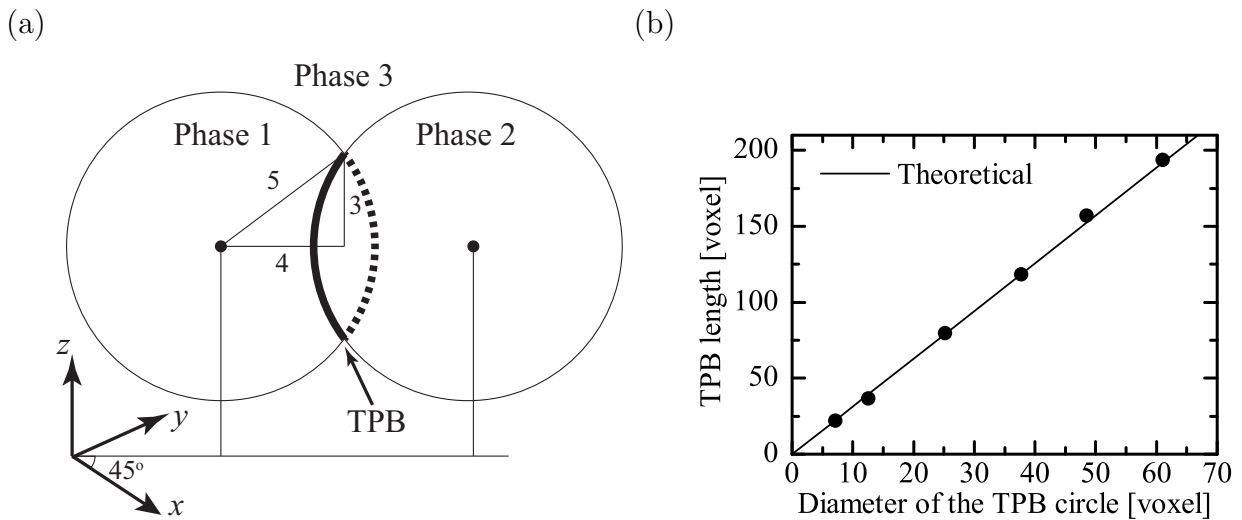 (a)
Phase 3
Phase 1
Phase 2
5
3
4
z
TPB
y
45°
x
(b)
200
Theoretical
150
100
50
0
TPB length [voxel]
0 10 20 30 40 50 60 70
Diameter of the TPB circle [voxel]